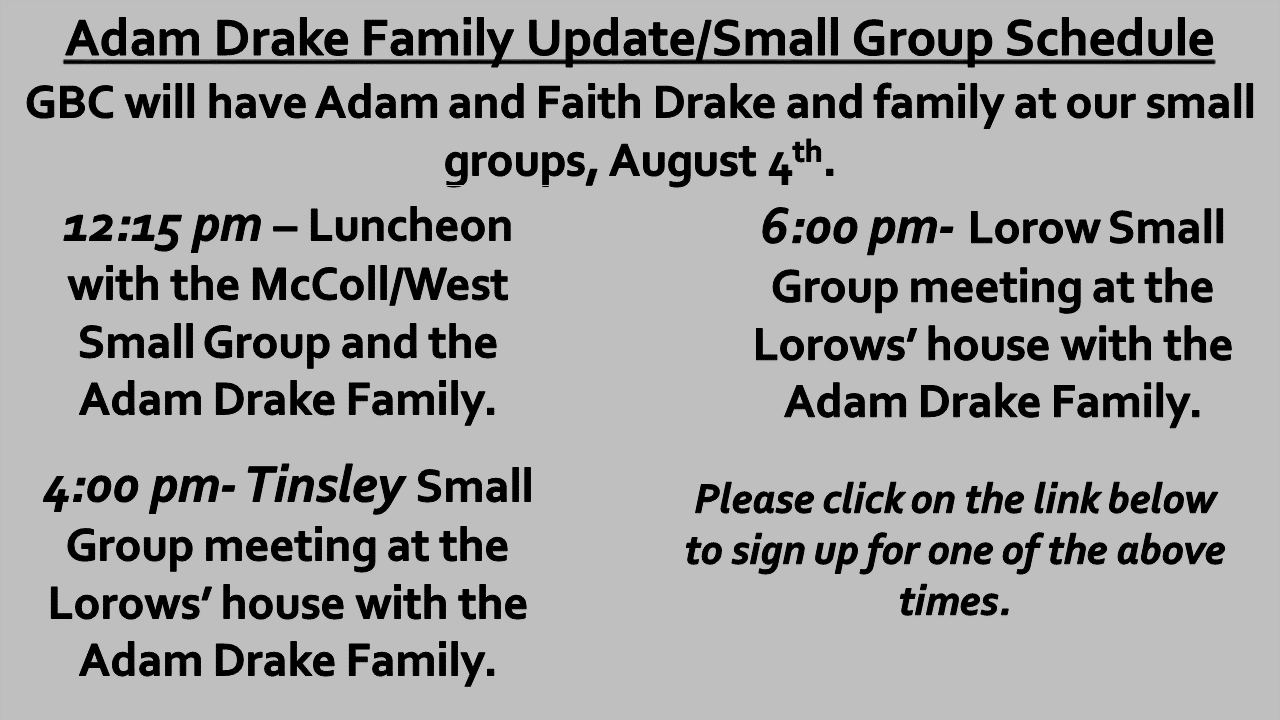 Adam Drake Family Update/Small Group Schedule
GBC will have Adam and Faith Drake and family at our small
groups, August 4th.
12:15 pm – Luncheon
with the McColl/West
Small Group and the
Adam Drake Family.
6:00 pm- Lorow Small
Group meeting at the
Lorows’ house with the
Adam Drake Family.
4:00 pm- Tinsley Small
Group meeting at the
Lorows’ house with the
Adam Drake Family.
Please click on the link below
to sign up for one of the above
times.